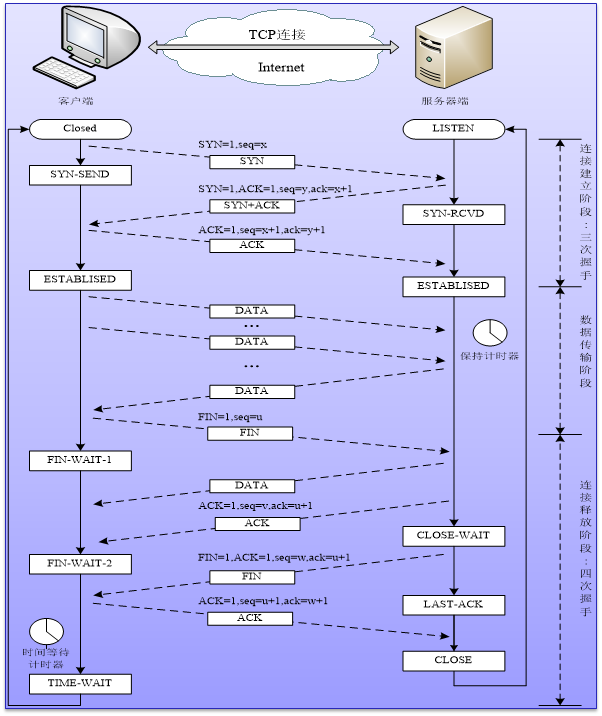 TCP连接
Internet
客户端
服务器端
Closed
LISTEN
SYN=1,seq=x
SYN
SYN-SEND
SYN=1,ACK=1,seq=y,ack=x+1
SYN+ACK
SYN-RCVD
ACK=1,seq=x+1,ack=y+1
ACK
连接建立阶段：三次握手
ESTABLISED
ESTABLISED
DATA
...
DATA
...
DATA
保持计时器
数据传输阶段
FIN=1,seq=u
FIN
FIN-WAIT-1
DATA
ACK=1,seq=v,ack=u+1
ACK
CLOSE-WAIT
FIN-WAIT-2
FIN=1,ACK=1,seq=w,ack=u+1
FIN
ACK=1,seq=u+1,ack=w+1
ACK
LAST-ACK
连接释放阶段：四次握手
时间等待
计时器
CLOSE
TIME-WAIT